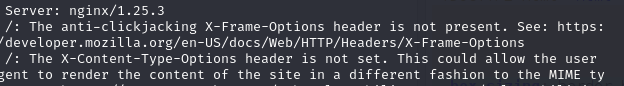 Server: nginx/1.25.3
/: The anti-clickjacking X-Frame-Options header is not present. See: https:
/developer.mozilla.org/en-US/docs/Web/HTTP/Headers/X-Frame-Options
/: The X-Content-Type-Options header is not set. This could allow the user
gent to render the content of the site in a different fashion to the MIME ty